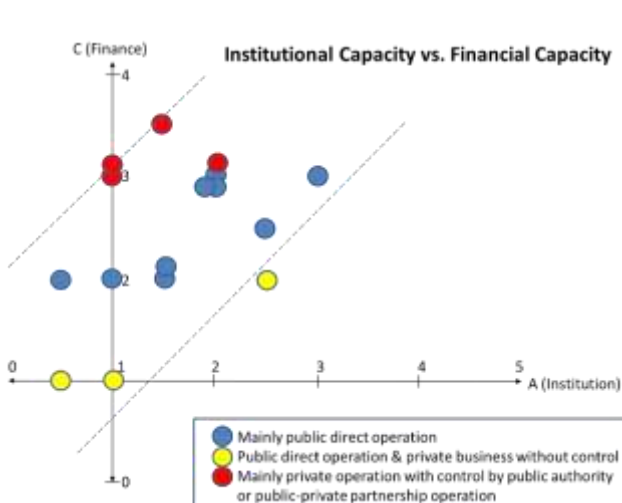 C (Finance)
Institutional Capacity vs. Financial Capacity
4
3
2
0
1
2
3
4
5
A (Institution)
0
Mainly public direct operation
Public direct operation & private business without control
Mainly private operation with control by public authority
or public-private partnership operation